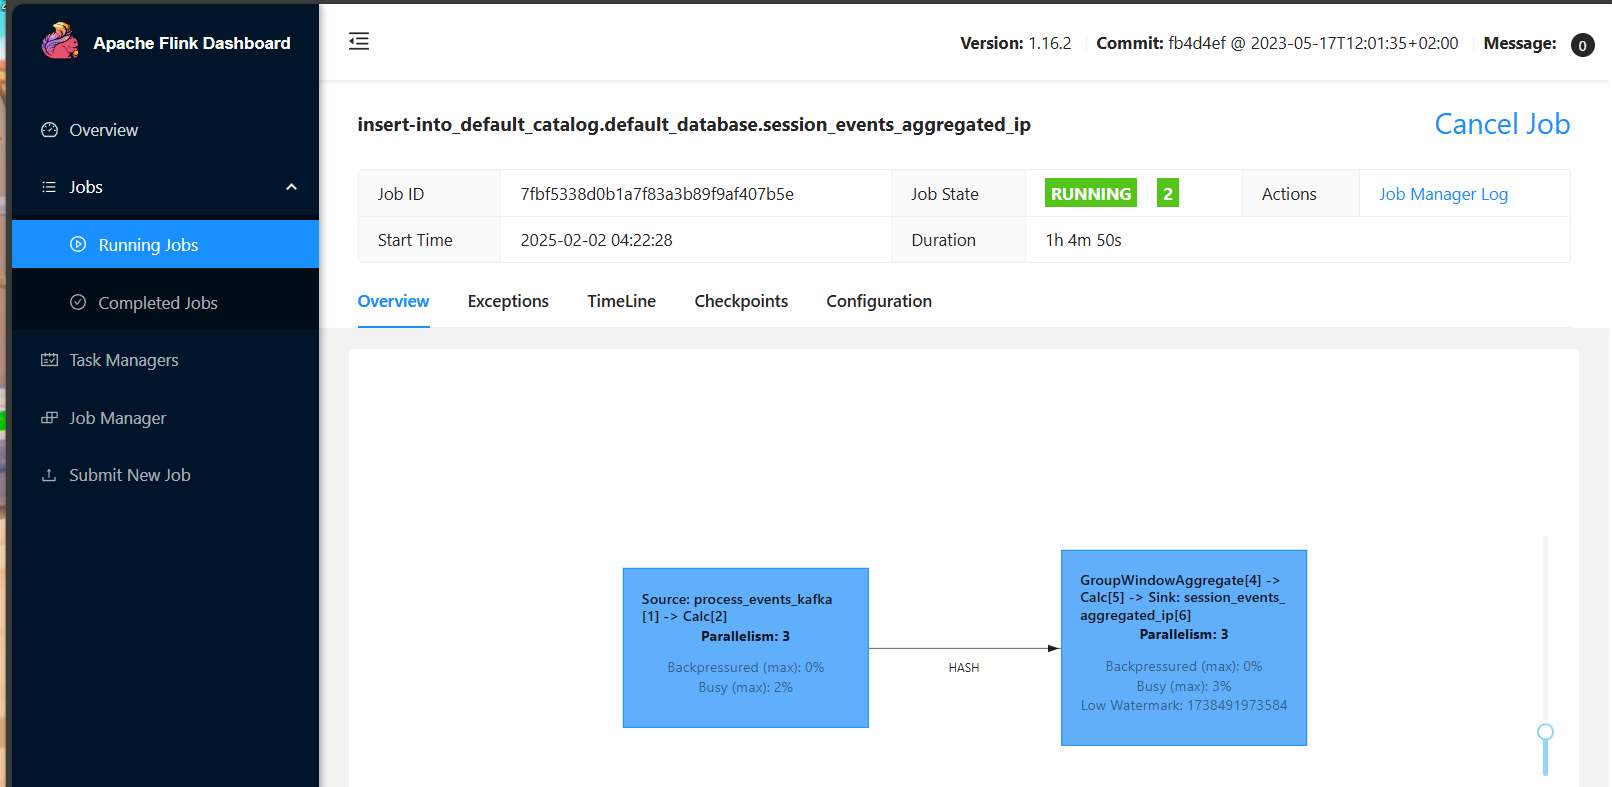 Apache Flink Dashboard
Version: 1.16.2 Commit: fb4d4ef @ 2023-05-17T12:01:35+02:00 Message: 0
Overview
Jobs
Running Jobs
Completed Jobs
Task Managers
Job Manager
Submit New Job
insert-into_default_catalog.default_database.session_events_aggregated_ip
Cancel Job
Job ID 7fbf5338d0b1a7f83a3b89f9af407b5e Job State RUNNING 2 Actions Job Manager Log
Start Time 2025-02-02 04:22:28 Duration 1h 4m 50s
Overview Exceptions TimeLine Checkpoints Configuration
Source: process_events_kafka
[1] -> Calc[2]
Parallelism: 3
Backpressured (max): 0%
Busy (max): 2%
HASH
GroupWindowAggregate[4] ->
Calc[5] -> Sink: session_events_
aggregated_ip[6]
Parallelism: 3
Backpressured (max): 0%
Busy (max): 3%
Low Watermark: 1738491973584